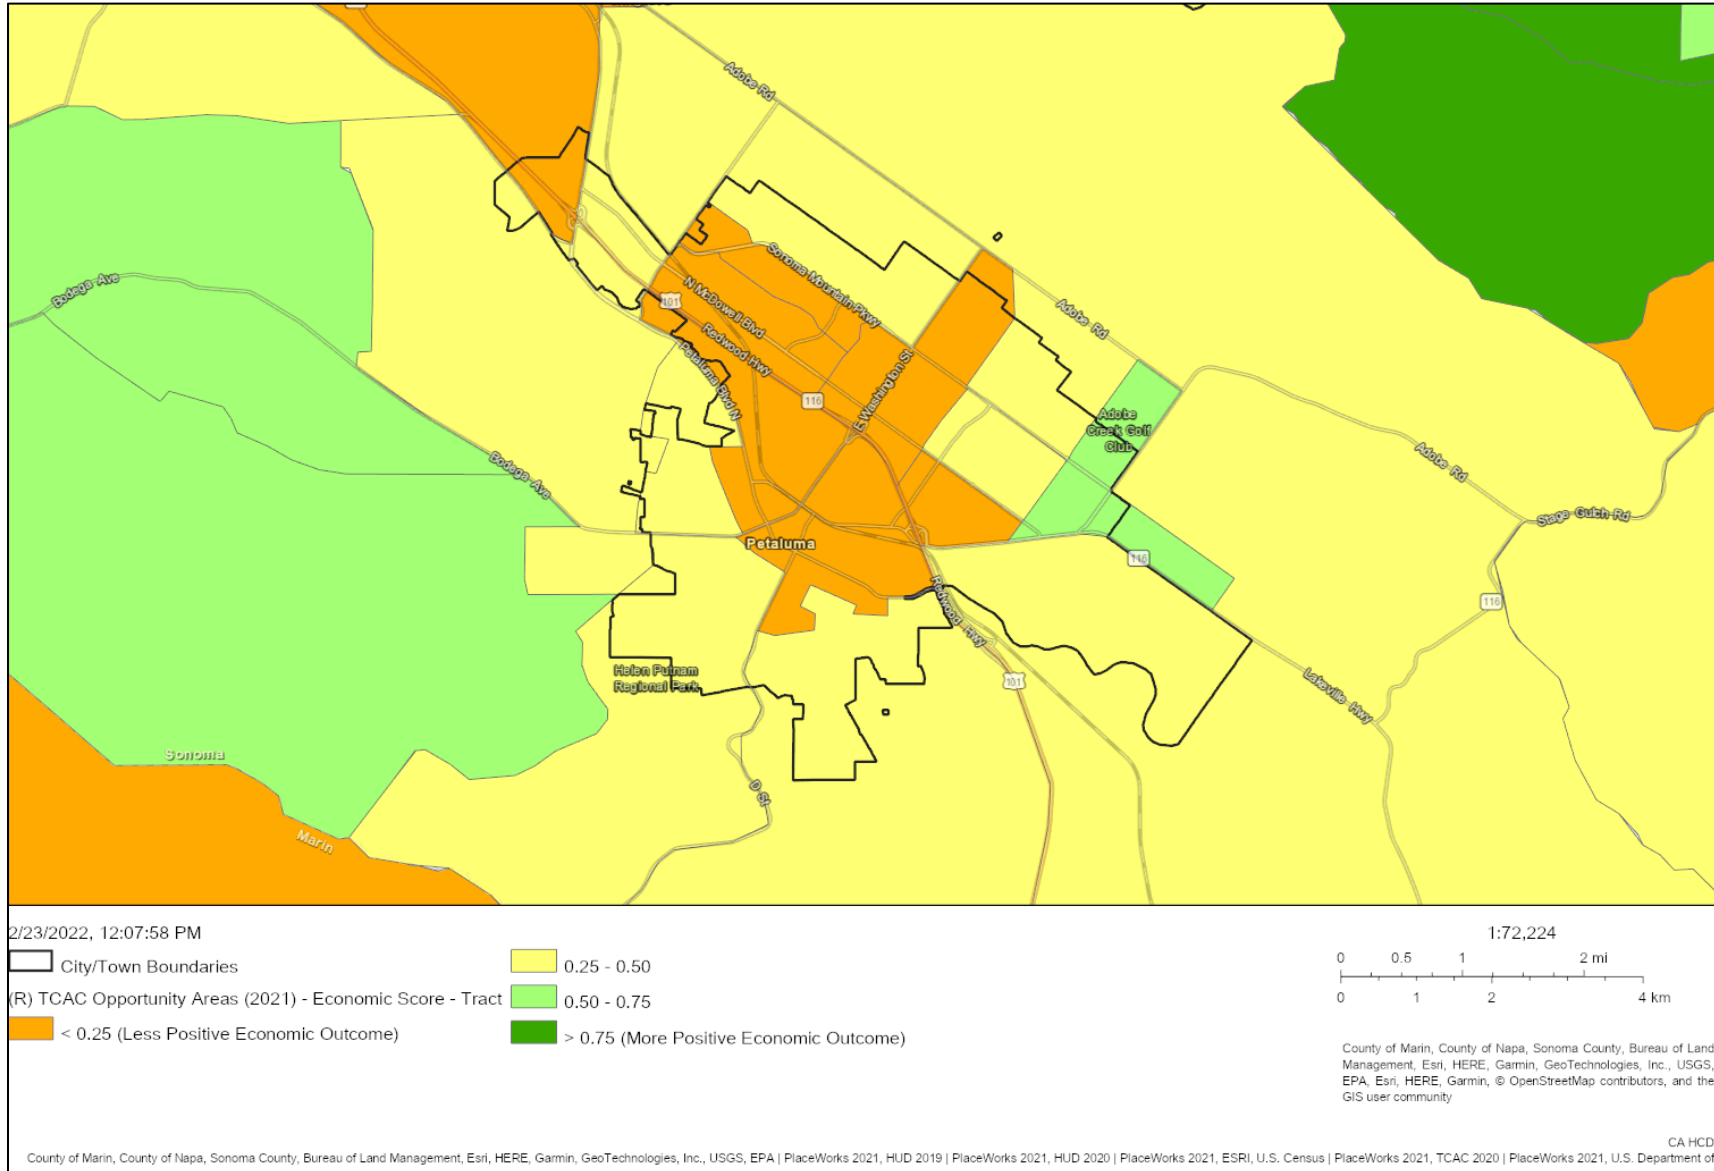 Adobe Rd
Bodega Ave
Sonoma Mountain Pkwy
N McDowell Blvd
101
Redwood Hwy
Petaluma Blvd N
116
E Washington St
Adobe Rd
Adobe
Creek Golf
Club
Adobe Rd
Bodega Ave
Stage Gulch Rd
Petaluma
116
Redwood Hwy
116
Helen Putnam
Regional Park
101
Lakeville Hwy
Sonoma
D St
Marin
2/23/2022, 12:07:58 PM
City/Town Boundaries
(R) TCAC Opportunity Areas (2021) - Economic Score - Tract
< 0.25 (Less Positive Economic Outcome)
0.25 - 0.50
0.50 - 0.75
> 0.75 (More Positive Economic Outcome)
1:72,224
0 0.5 1 2 mi
0 1 2 4 km
County of Marin, County of Napa, Sonoma County, Bureau of Land
Management, Esri, HERE, Garmin, GeoTechnologies, Inc., USGS,
EPA, Esri, HERE, Garmin, © OpenStreetMap contributors, and the
GIS user community
CA HCD
County of Marin, County of Napa, Sonoma County, Bureau of Land Management, Esri, HERE, Garmin, GeoTechnologies, Inc., USGS, EPA | PlaceWorks 2021, HUD 2019 | PlaceWorks 2021, HUD 2020 | PlaceWorks 2021, ESRI, U.S. Census | PlaceWorks 2021, TCAC 2020 | PlaceWorks 2021, U.S. Department of